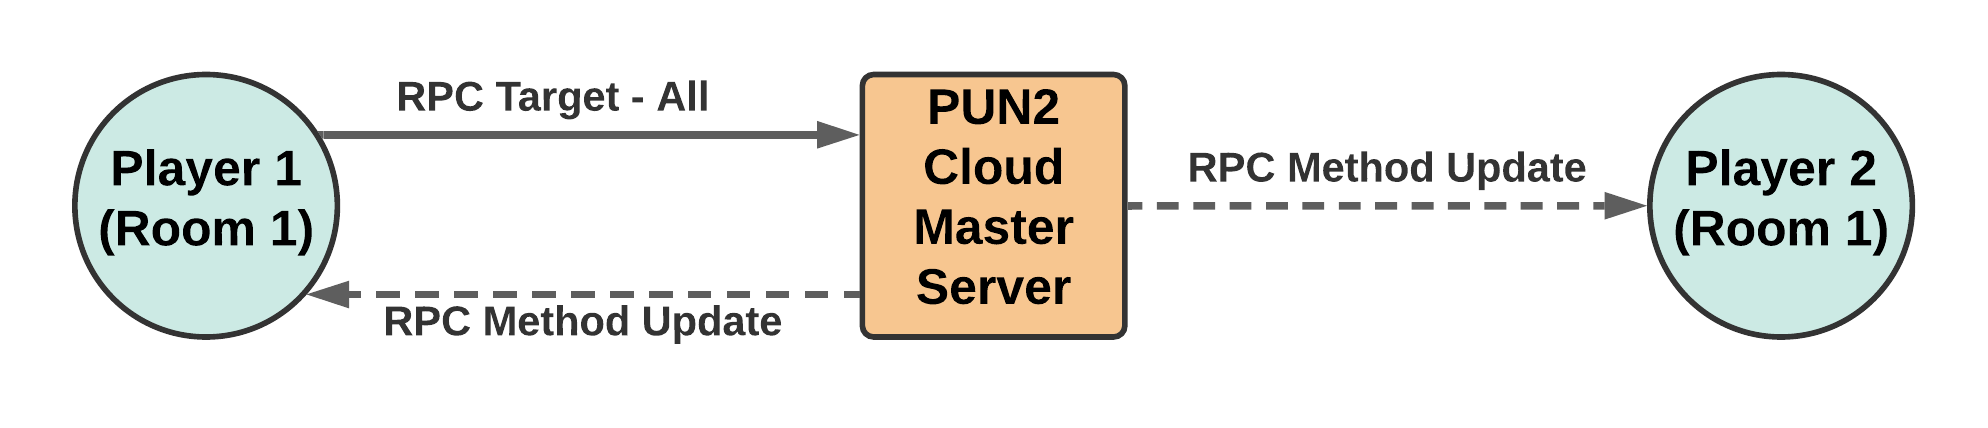 Player 1
(Room 1)
RPC Target - All
RPC Method Update
PUN2
Cloud
Master
Server
RPC Method Update
Player 2
(Room 1)